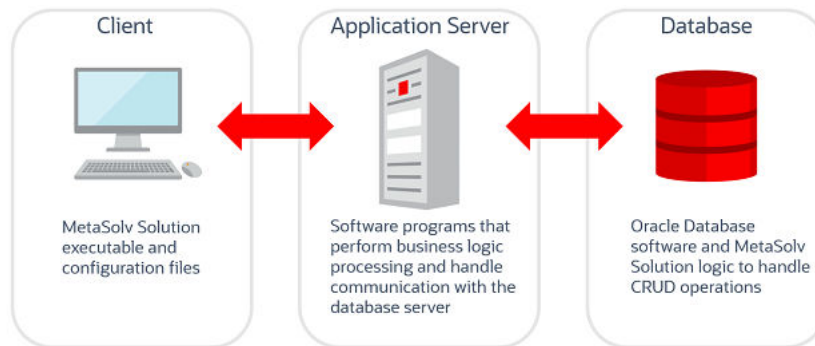 Client
MetaSolv Solution
executable and
configuration files
Application Server
Software programs that
perform business logic
processing and handle
communication with the
database server
Database
Oracle Database
software and MetaSolv
Solution logic to handle
CRUD operations